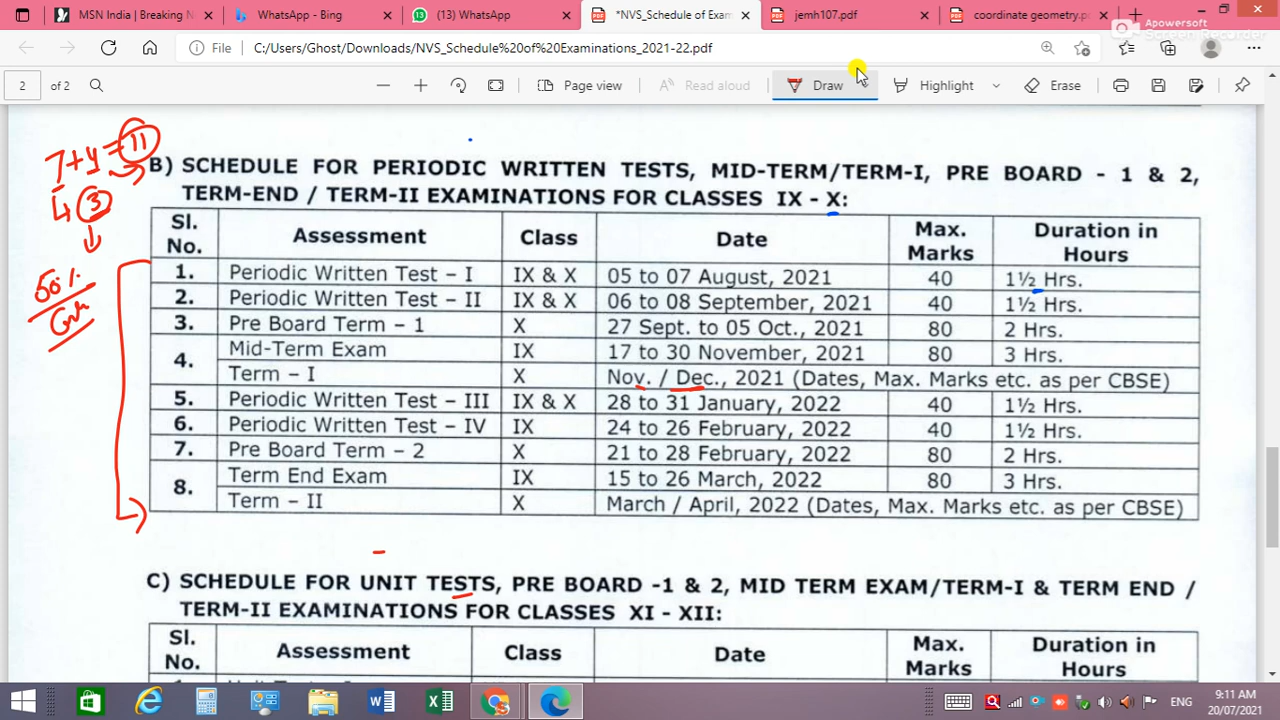 MSN India | Breaking N
WhatsApp - Bing
(13) WhatsApp
*NVS_Schedule of Exam
jemh107.pdf
coordinate geometry.p
Apowersoft
Screen Recorder
File C:/Users/Ghost/Downloads/NVS_Schedule%20of%20Examinations_2021-22.pdf
2 of 2 Page view Read aloud Draw Highlight Erase
7+4=11
3
50%
B) SCHEDULE FOR PERIODIC WRITTEN TESTS, MID-TERM/TERM-I, PRE BOARD - 1 & 2,
TERM-END / TERM-II EXAMINATIONS FOR CLASSES IX - X:
Sl. No. Assessment Class Date Max. Marks Duration in Hours
1. Periodic Written Test – I IX & X 05 to 07 August, 2021 40 1½ Hrs.
2. Periodic Written Test – II IX & X 06 to 08 September, 2021 40 1½ Hrs.
3. Pre Board Term – 1 X 27 Sept. to 05 Oct., 2021 80 2 Hrs.
4. Mid-Term Exam IX 17 to 30 November, 2021 80 3 Hrs.
Term – I X Nov. / Dec., 2021 (Dates, Max. Marks etc. as per CBSE)
5. Periodic Written Test – III IX & X 28 to 31 January, 2022 40 1½ Hrs.
6. Periodic Written Test – IV IX 24 to 26 February, 2022 40 1½ Hrs.
7. Pre Board Term – 2 X 21 to 28 February, 2022 80 2 Hrs.
8. Term End Exam IX 15 to 26 March, 2022 80 3 Hrs.
Term – II X March / April, 2022 (Dates, Max. Marks etc. as per CBSE)
C) SCHEDULE FOR UNIT TESTS, PRE BOARD -1 & 2, MID TERM EXAM/TERM-I & TERM END /
TERM-II EXAMINATIONS FOR CLASSES XI - XII:
Sl. No. Assessment Class Date Max. Marks Duration in Hours
ENG
9:11 AM
20/07/2021